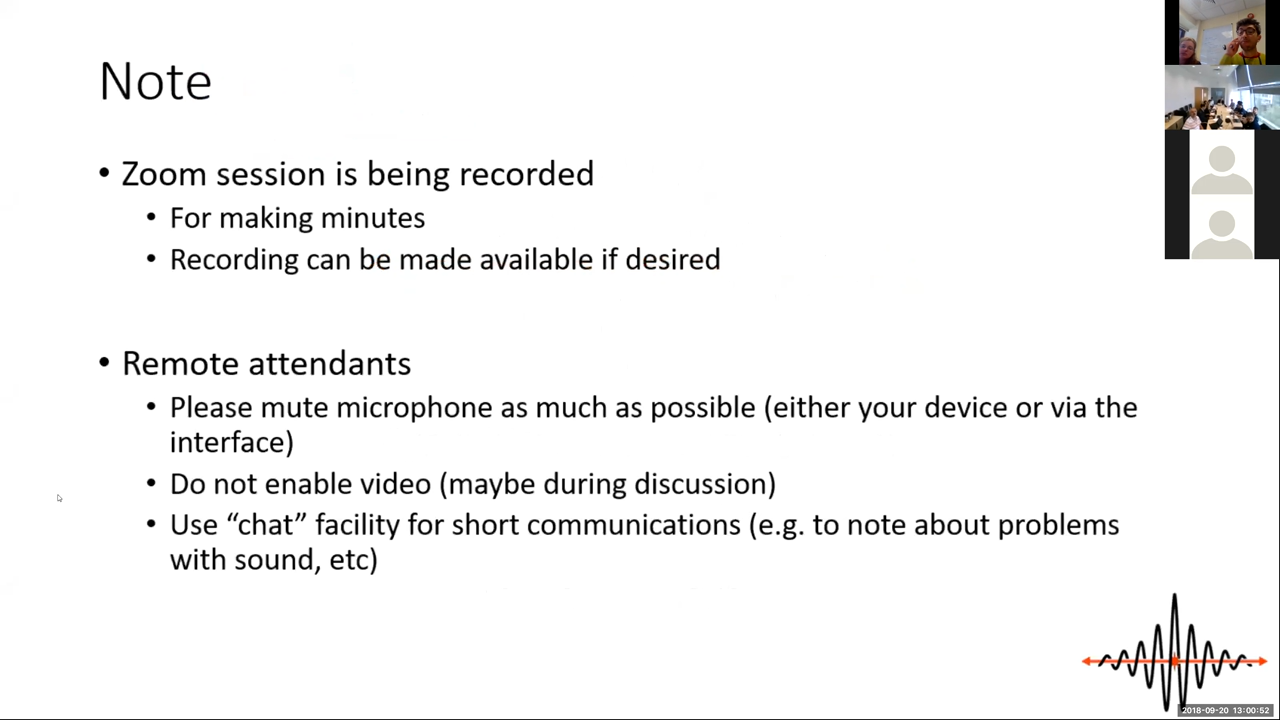 Note
• Zoom session is being recorded
• For making minutes
• Recording can be made available if desired
• Remote attendants
• Please mute microphone as much as possible (either your device or via the
interface)
• Do not enable video (maybe during discussion)
• Use “chat” facility for short communications (e.g. to note about problems
with sound, etc)
2018-09-20 13:00:52